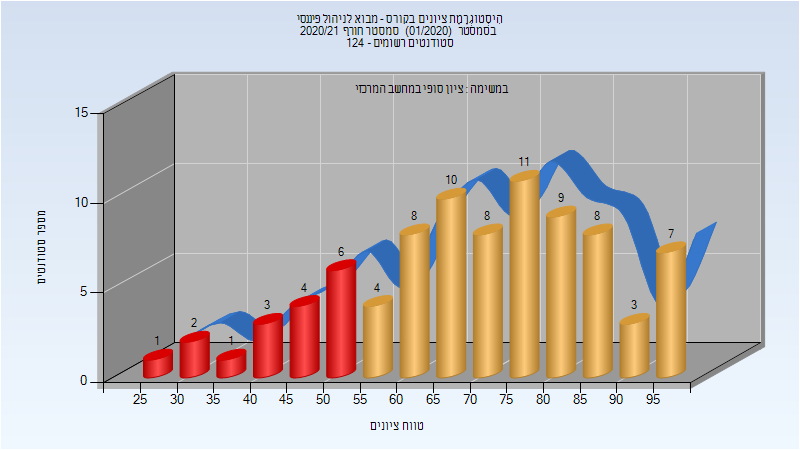 היסטוגרמת ציונים בקורס - מבוא לניהול פיננסי
בסמסטר (01/2020) סמסטר חורף 2020/21
סטודנטים רשומים - 124
במשימה : ציון סופי במחשב המרכזי
מספר סטודנטים
15
10
5
0
1
2
1
3
4
6
4
8
10
8
11
9
8
3
7
25 30 35 40 45 50 55 60 65 70 75 80 85 90 95
טווח ציונים